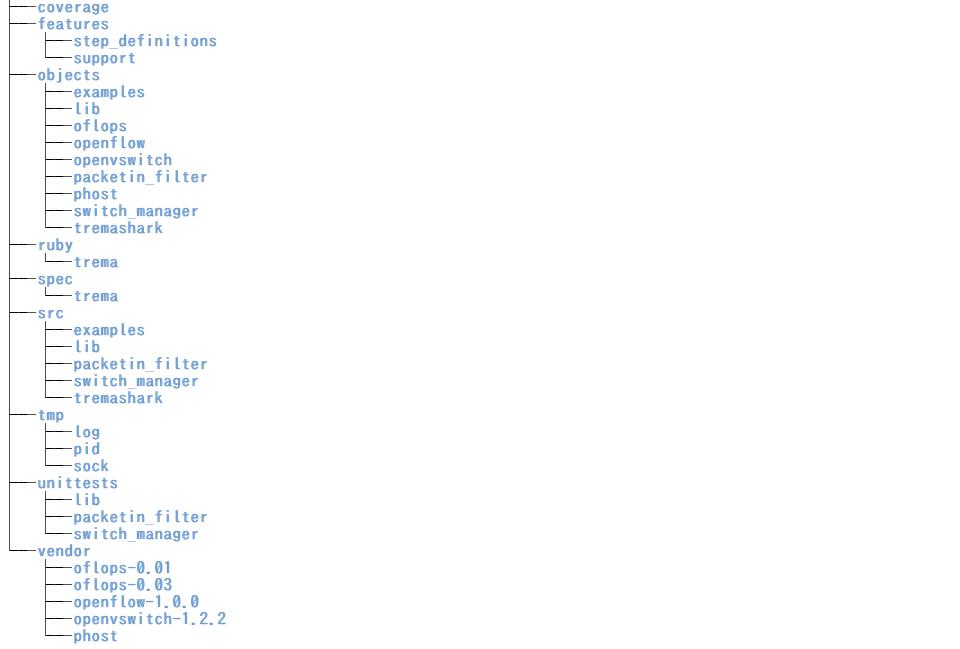 ├──coverage
├──features
│   ├──step_definitions
│   └──support
├──objects
│   ├──examples
│   ├──lib
│   ├──oflops
│   ├──openflow
│   ├──openvswitch
│   ├──packetin_filter
│   ├──phost
│   ├──switch_manager
│   └──tremashark
├──ruby
│   └──trema
├──spec
│   └──trema
├──src
│   ├──examples
│   ├──lib
│   ├──packetin_filter
│   ├──switch_manager
│   └──tremashark
├──tmp
│   ├──log
│   ├──pid
│   └──sock
├──unittests
│   ├──lib
│   ├──packetin_filter
│   └──switch_manager
└──vendor
    ├──oflops-0.01
    ├──oflops-0.03
    ├──openflow-1.0.0
    ├──openvswitch-1.2.2
    └──phost